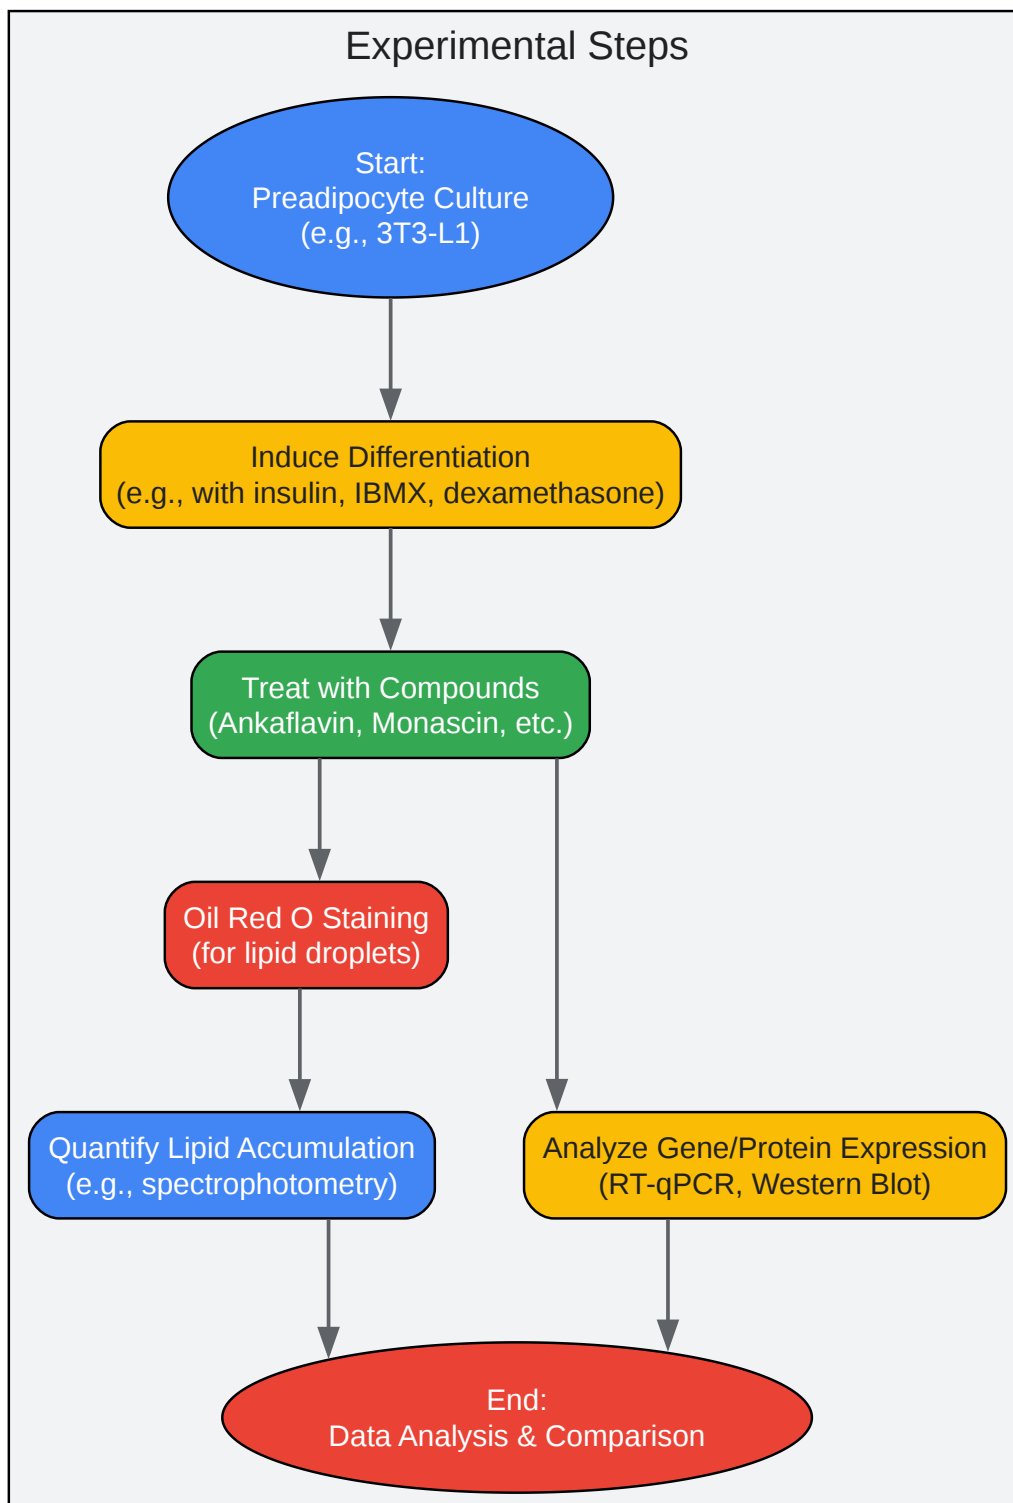 Experimental Steps
Start:
Preadipocyte Culture
(e.g., 3T3-L1)
Induce Differentiation
(e.g., with insulin, IBMX, dexamethasone)
Treat with Compounds
(Ankaflavin, Monascin, etc.)
Oil Red O Staining
(for lipid droplets)
Quantify Lipid Accumulation
(e.g., spectrophotometry)
Analyze Gene/Protein Expression
(RT-qPCR, Western Blot)
End:
Data Analysis & Comparison